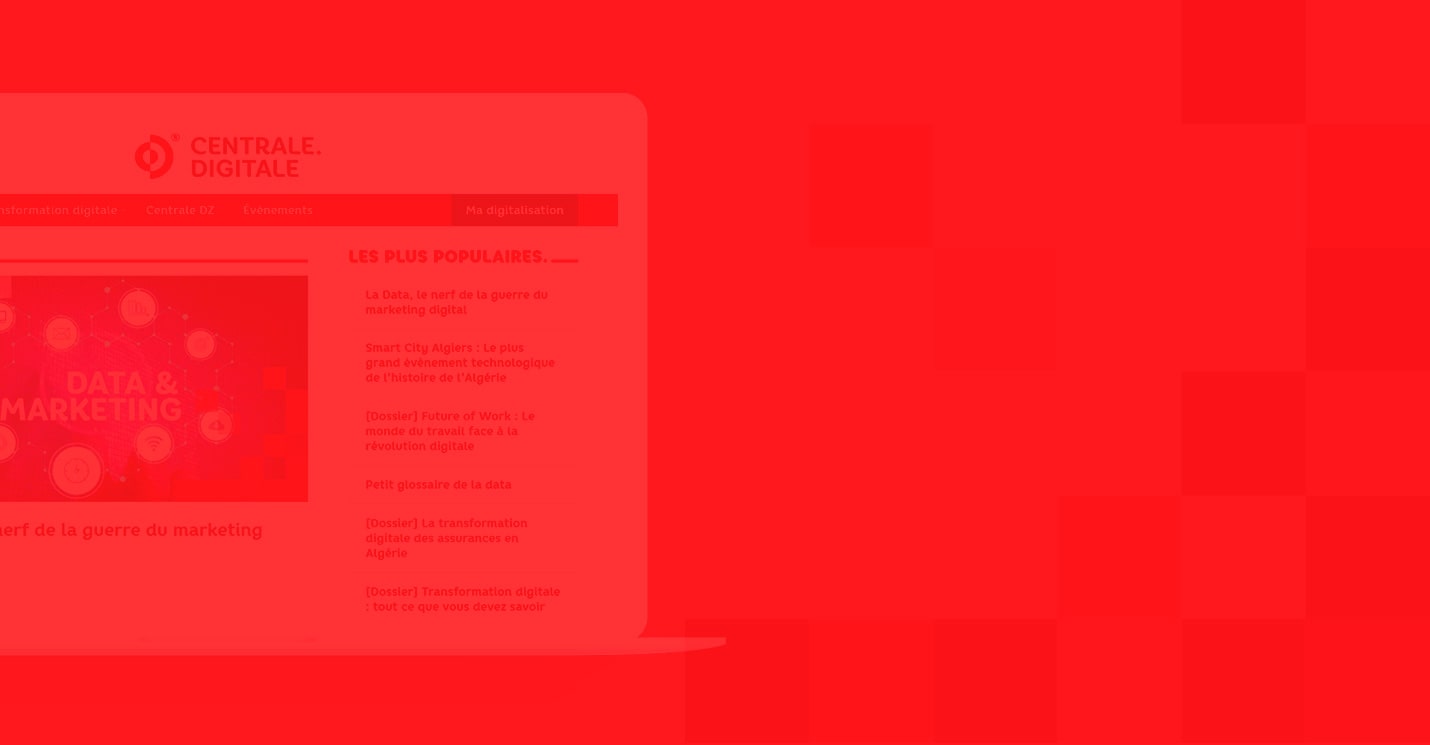 CENTRALE.
DIGITALE
nsformation digitale
Centrale DZ
Évènements
Ma digitalisation
LES PLUS POPULAIRES.
La Data, le nerf de la guerre du
marketing digital
Smart City Algiers : Le plus
grand évènement technologique
de l'histoire de l'Algérie
[Dossier] Future of Work : Le
monde du travail face à la
révolution digitale
Petit glossaire de la data
[Dossier] La transformation
digitale des assurances en
Algérie
[Dossier] Transformation digitale
: tout ce que vous devez savoir
DATA &
MARKETING
nerf de la guerre du marketing